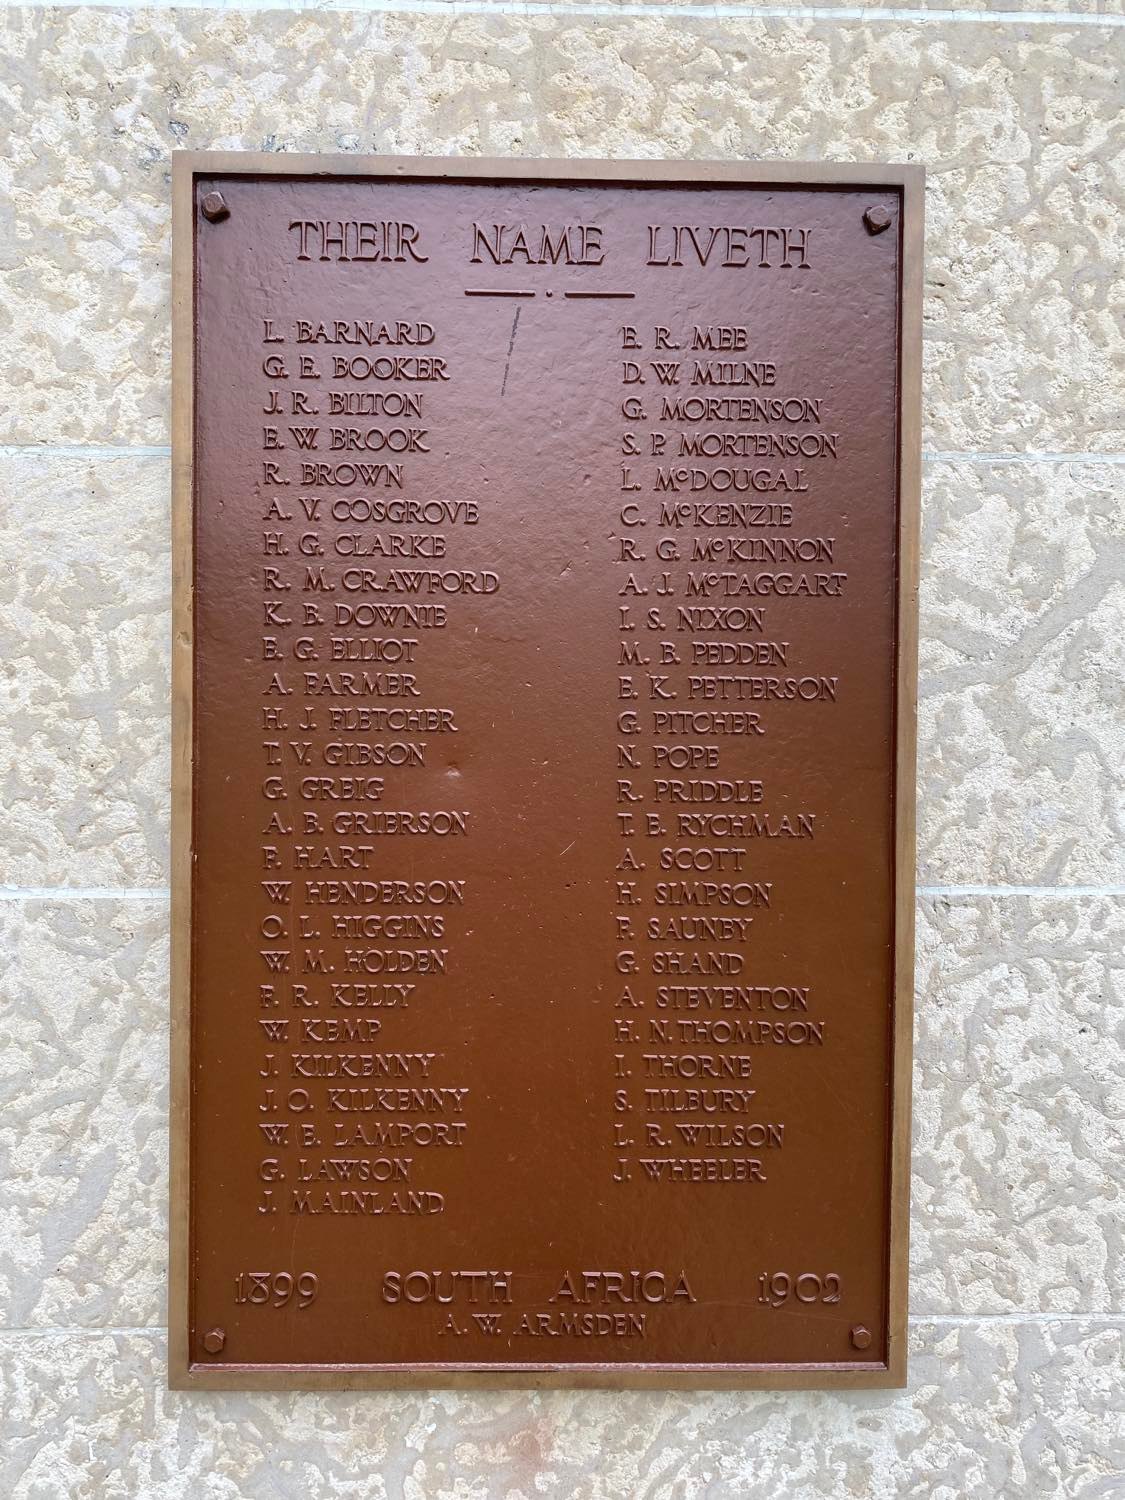 THEIR NAME LIVETH
L. BARNARD
G. E. BOOKER
J. R. BILTON
E. W. BROOK
R. BROWN
A. V. COSGROVE
H. G. CLARKE
R. M. CRAWFORD
K. B. DOWNIE
E. G. ELLIOT
A. FARMER
H. J. FLETCHER
T. V. GIBSON
G. GREIG
A. B. GRIERSON
F. HART
W. HENDERSON
O. L. HIGGINS
W. M. HOLDEN
F. R. KELLY
W. KEMP
J. KILKENNY
J. O. KILKENNY
W. E. LAMPORT
G. LAWSON
J. MAINLAND
E. R. MEE
D. W. MILNE
G. MORTENSON
S. P. MORTENSON
L. McDOUGAL
C. McKENZIE
R. G. McKINNON
A. J. McTAGGART
I. S. NIXON
M. B. PEDDEN
E. K. PETTERSON
G. PITCHER
N. POPE
R. PRIDDLE
T. E. RYCHMAN
A. SCOTT
H. SIMPSON
F. SAUNBY
G. SHAND
A. STEVENTON
H. N. THOMPSON
I. THORNE
S. TILBURY
L. R. WILSON
J. WHEELER
1899 SOUTH AFRICA 1902
A. W. ARMSDEN